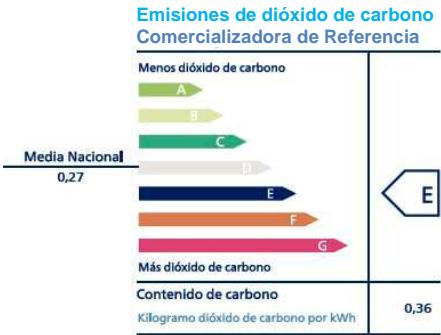 Emisiones de dióxido de carbono
Comercializadora de Referencia
Menos dióxido de carbono
A
B
C
Media Nacional
D
0,27
E
E
F
G
Más dióxido de carbono
Contenido de carbono
0,36
Kilogramo dióxido de carbono por kWh